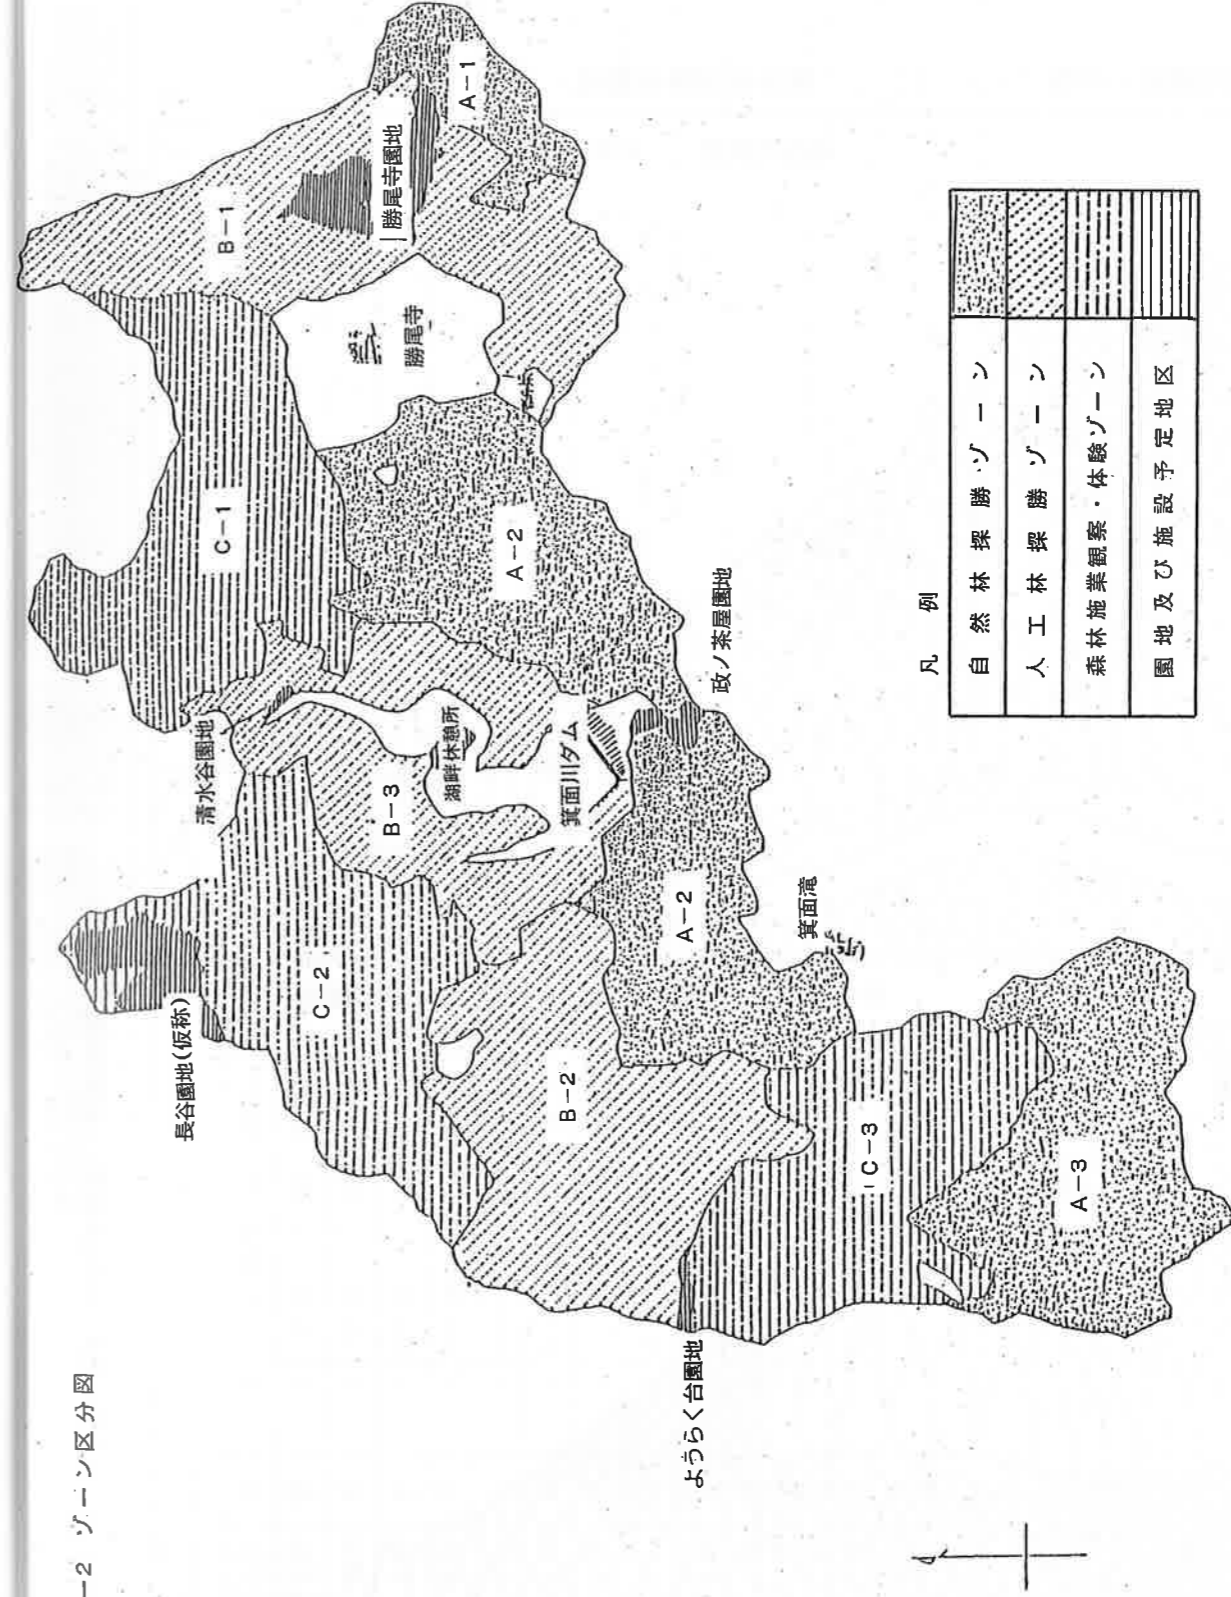 -2 ゾーン区分図
長谷園地(仮称)
清水谷園地
B-1
勝尾寺園地
A-1
C-1
勝尾寺
C-2
B-3
湖畔休憩所
箕面川ダム
A-2
政ノ茶屋園地
B-2
A-2
箕面滝
ようらく台園地
C-3
A-3
凡例
自然林探勝ゾーン
人工林探勝ゾーン
森林施業観察・体験ゾーン
園地及び施設予定地区